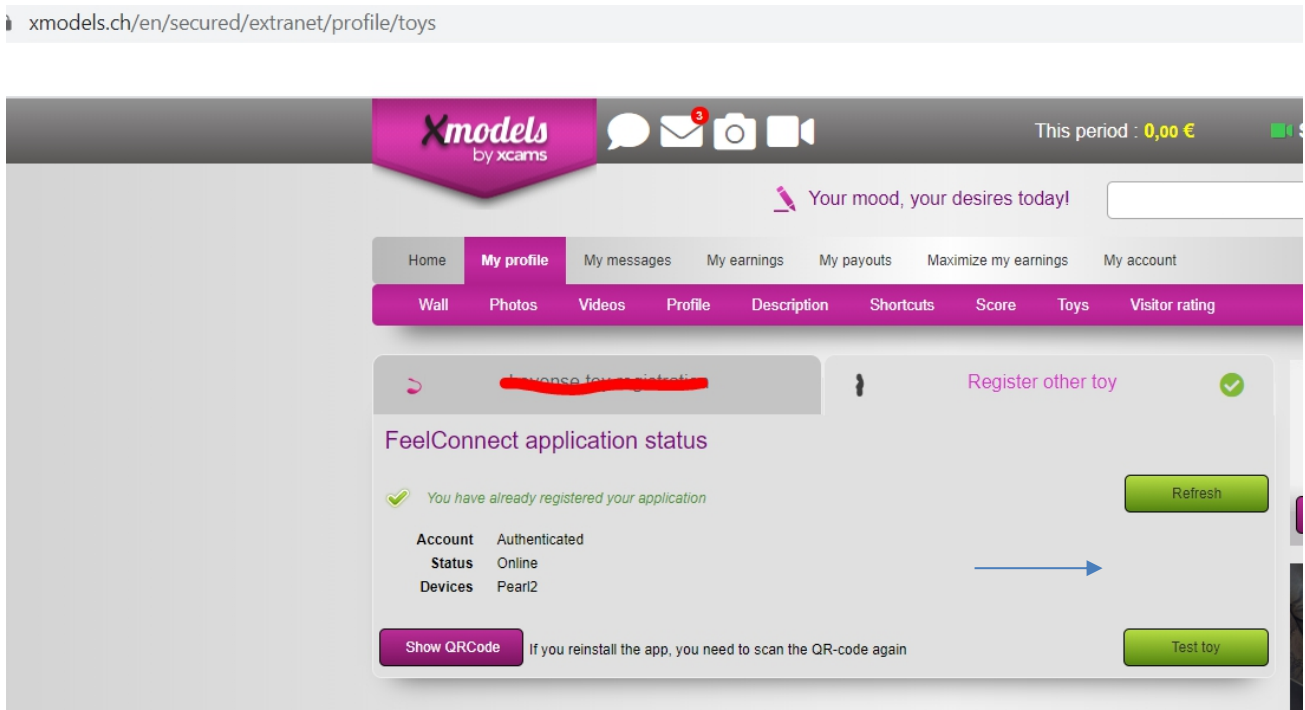 xmodels.ch/en/secured/extranet/profile/toys
Xmodels
by xcams
3
This period : 0,00 €
Your mood, your desires today!
Home My profile My messages My earnings My payouts Maximize my earnings My account
Wall Photos Videos Profile Description Shortcuts Score Toys Visitor rating
toy registration
Register other toy
FeelConnect application status
You have already registered your application
Refresh
Account Authenticated
Status Online
Devices Pearl2
Show QRCode If you reinstall the app, you need to scan the QR-code again
Test toy